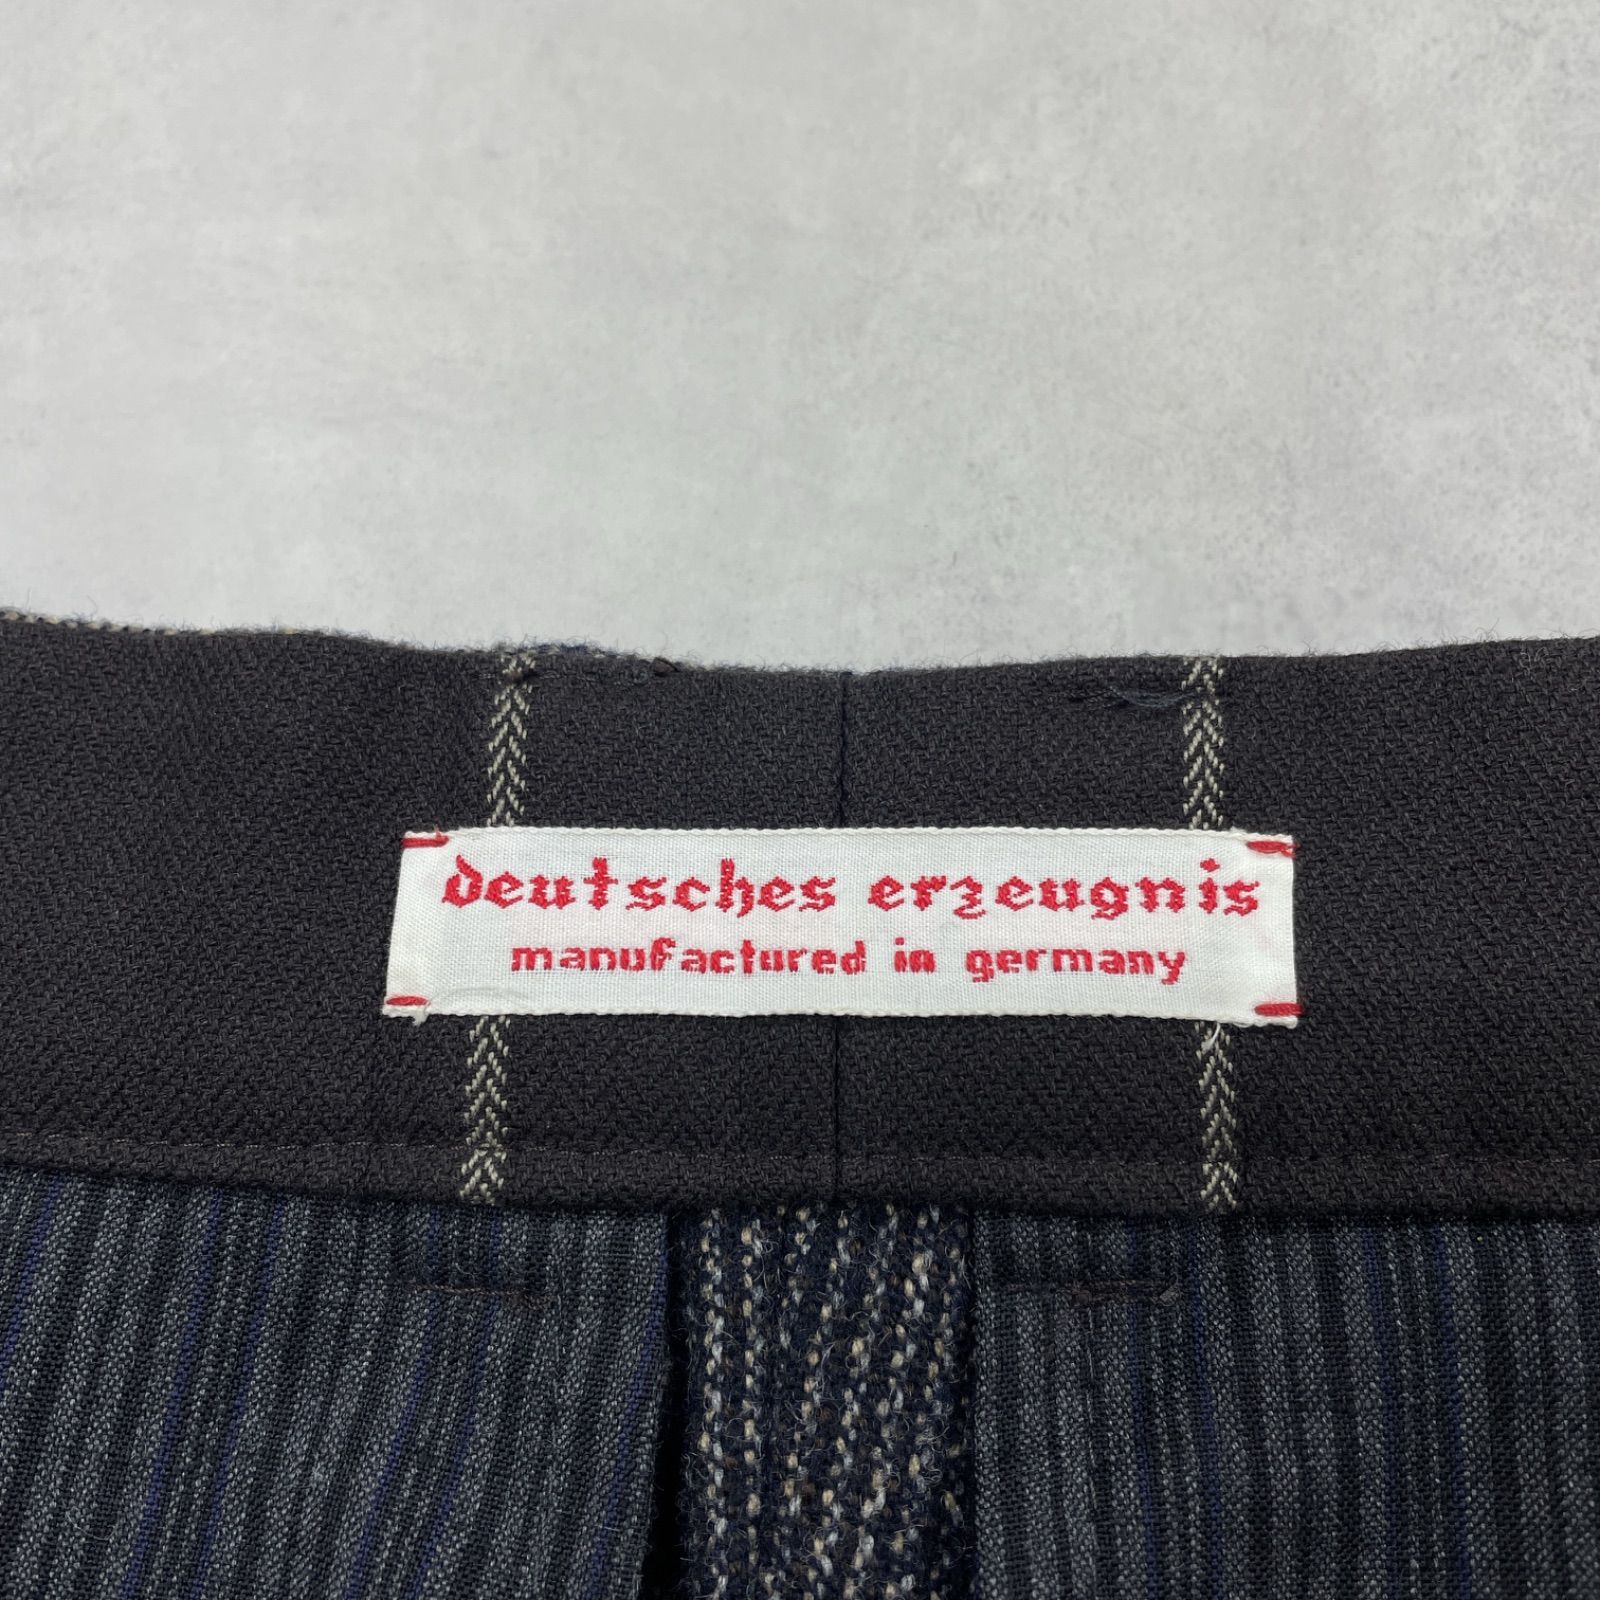 deutsches erzeugnis
manufactured in germany